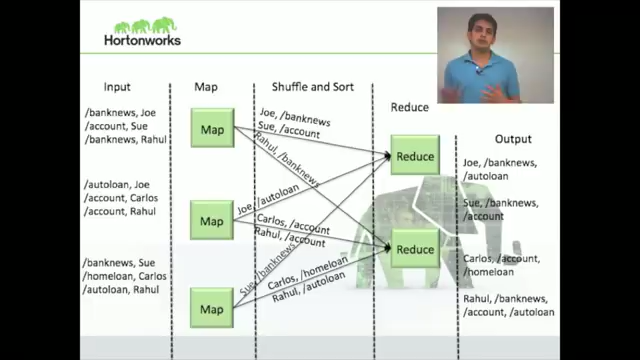 Hortonworks
Input
Map
Shuffle and Sort
Reduce
Output
/banknews, Joe
/account, Sue
/banknews, Rahul
Map
Joe, /banknews
Sue, /account
Rahul, /banknews
Reduce
Joe, /banknews,
/autoloan
/autoloan, Joe
/account, Carlos
/account, Rahul
Map
Joe, /autoloan
Carlos, /account
Rahul, /account
Sue, /banknews,
/account
Reduce
/banknews, Sue
/homeloan, Carlos
/autoloan, Rahul
Map
Sue, /banknews
Carlos, /homeloan
Rahul, /autoloan
Carlos, /account,
/homeloan
Rahul, /banknews,
/account, /autoloan